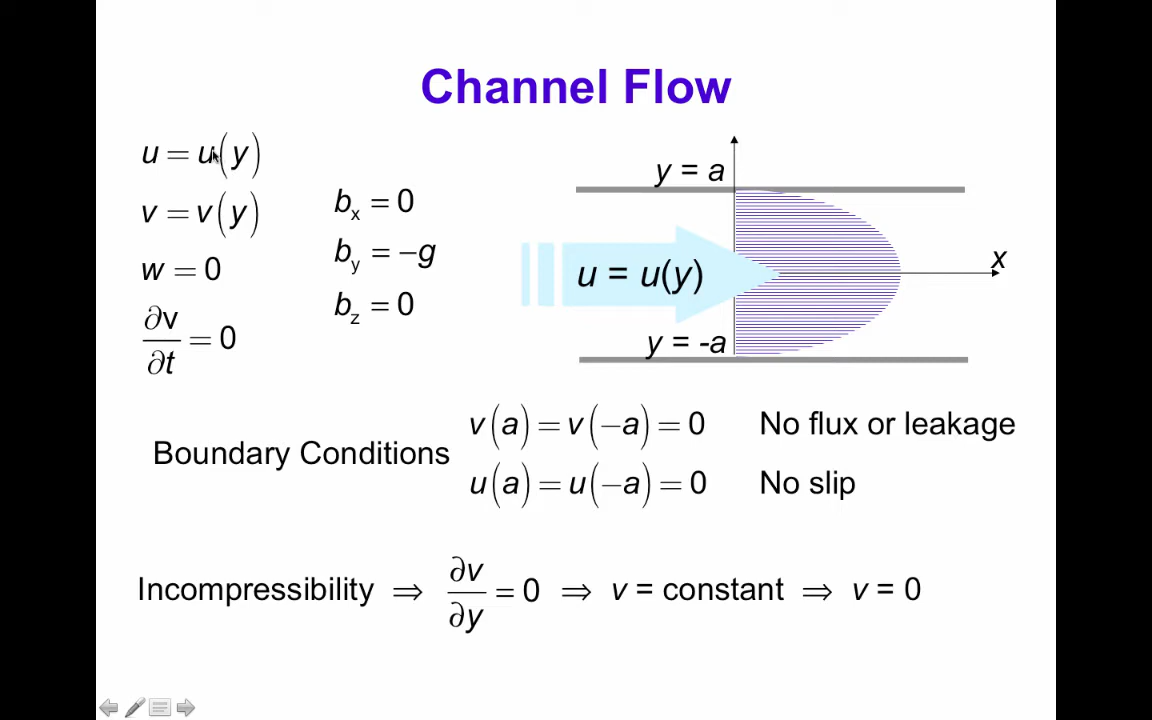 Channel Flow
u = u(y)
v = v(y)
w = 0
∂v/∂t = 0
bₓ = 0
b_y = −g
b_z = 0
y = a
u = u(y)
x
y = -a
Boundary Conditions
v(a) = v(−a) = 0 No flux or leakage
u(a) = u(−a) = 0 No slip
Incompressibility ⇒ ∂v/∂y = 0 ⇒ v = constant ⇒ v = 0